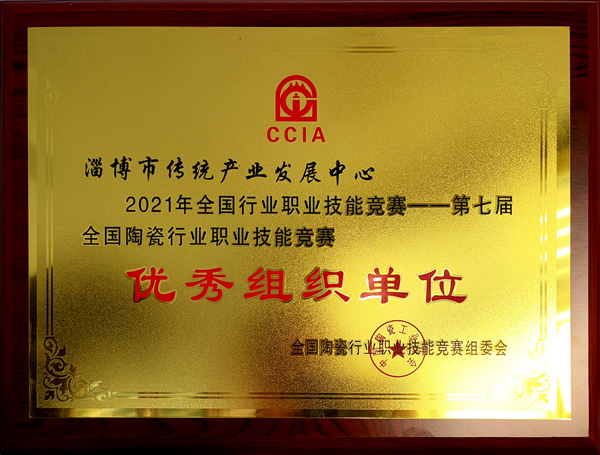 CCIA
淄博市传统产业发展中心
2021年全国行业职业技能竞赛——第七届
全国陶瓷行业职业技能竞赛
优秀组织单位
全国陶瓷行业职业技能竞赛组委会